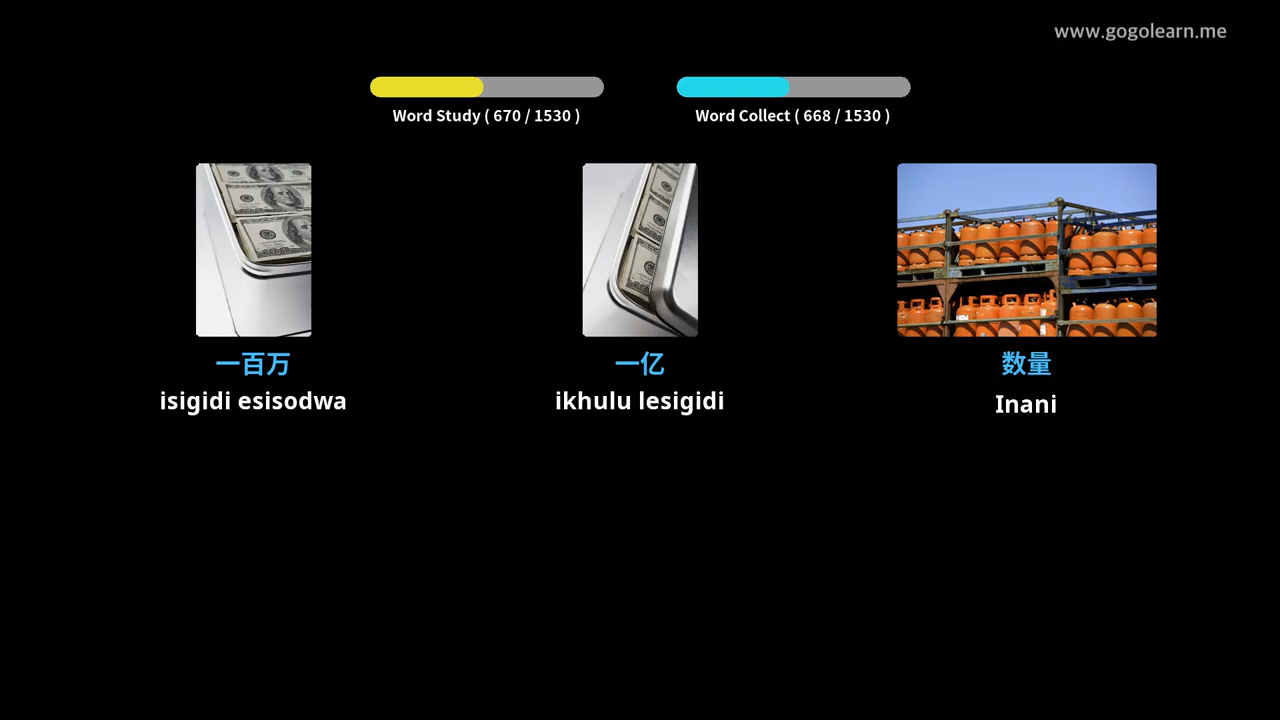 www.gogolearn.me
Word Study ( 670 / 1530 )
Word Collect ( 668 / 1530 )
一百万
isigidi esisodwa
一亿
ikhulu lesigidi
数量
Inani